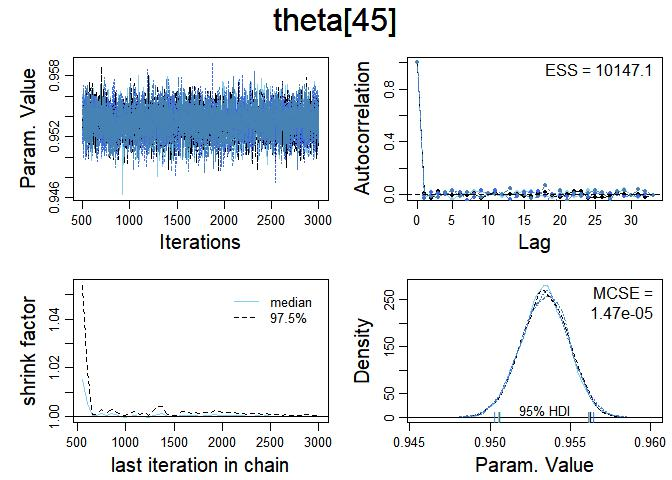 theta[45]
Param. Value
0.946
0.952
0.958
500
1000
1500
2000
2500
3000
Iterations
Autocorrelation
0.0
0.4
0.8
ESS = 10147.1
0
5
10
15
20
25
30
Lag
shrink factor
1.00
1.02
1.04
median
97.5%
500
1000
1500
2000
2500
3000
last iteration in chain
Density
0
50
150
250
MCSE =
1.47e-05
95% HDI
0.945
0.950
0.955
0.960
Param. Value